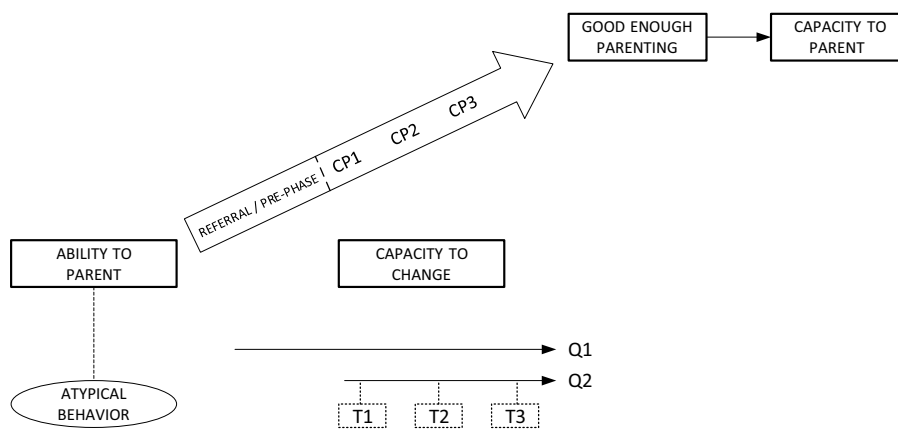 GOOD ENOUGH
PARENTING
CAPACITY TO
PARENT
REFERRAL / PRE-PHASE
CP1
CP2
CP3
ABILITY TO
PARENT
CAPACITY TO
CHANGE
Q1
Q2
ATYPICAL
BEHAVIOR
T1
T2
T3